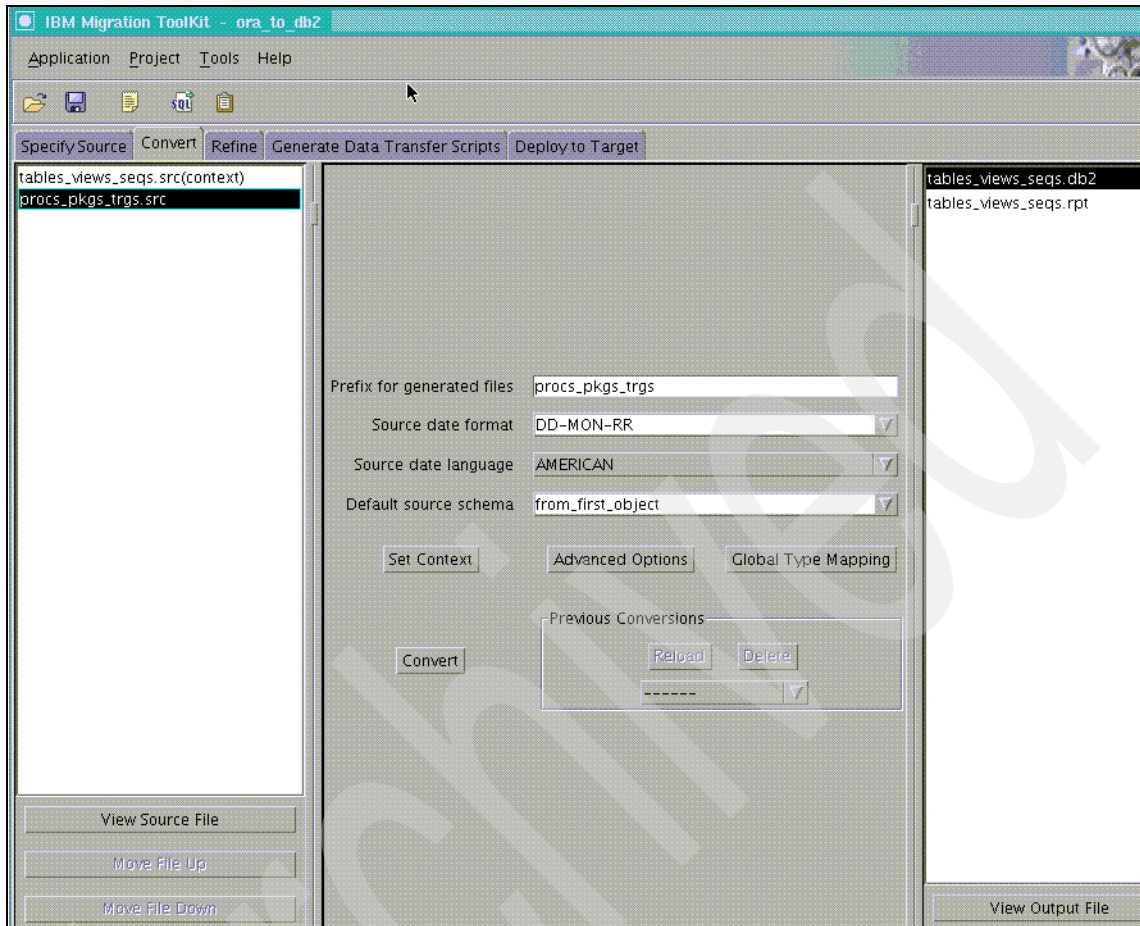 IBM Migration ToolKit - ora_to_db2
Application Project Tools Help
SQL
Specify Source Convert Refine Generate Data Transfer Scripts Deploy to Target
tables_views_seqs.src(context)
procs_pkgs_trgs.src
Prefix for generated files procs_pkgs_trgs
Source date format DD-MON-RR
Source date language AMERICAN
Default source schema from_first_object
Set Context Advanced Options Global Type Mapping
Previous Conversions
Convert Reload Delete
------
View Source File
Move File Up
Move File Down
tables_views_seqs.db2
tables_views_seqs.rpt
View Output File